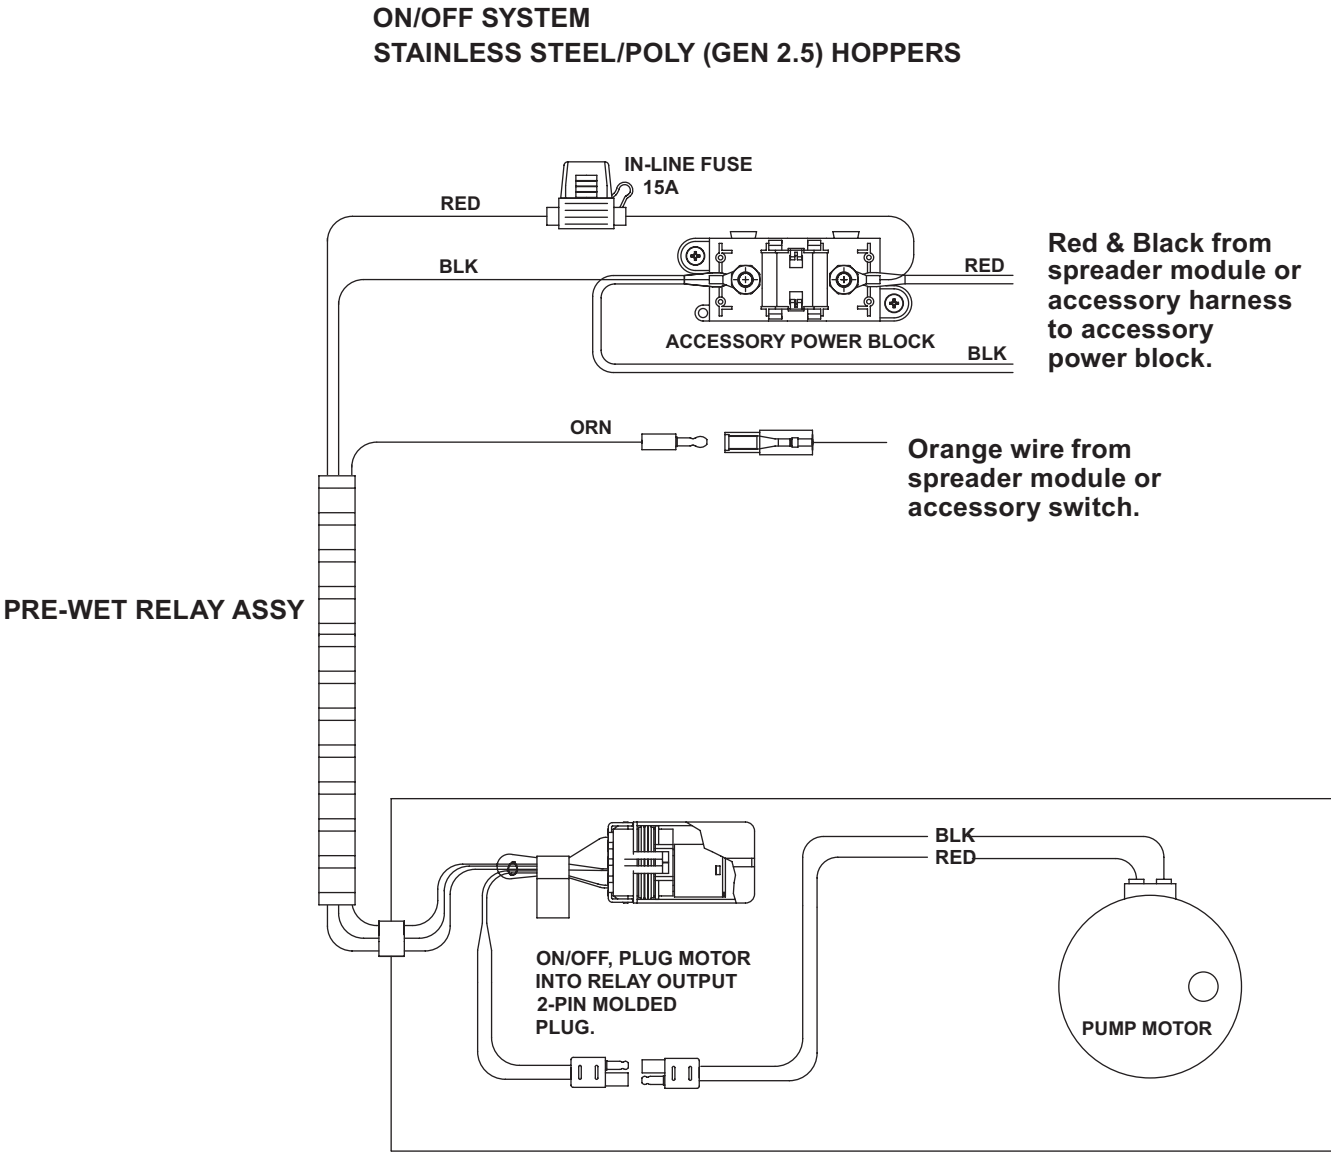 ON/OFF SYSTEM
STAINLESS STEEL/POLY (GEN 2.5) HOPPERS
IN-LINE FUSE
15A
RED
BLK
RED
ACCESSORY POWER BLOCK
BLK
Red & Black from
spreader module or
accessory harness
to accessory
power block.
ORN
Orange wire from
spreader module or
accessory switch.
PRE-WET RELAY ASSY
BLK
RED
ON/OFF, PLUG MOTOR
INTO RELAY OUTPUT
2-PIN MOLDED
PLUG.
PUMP MOTOR